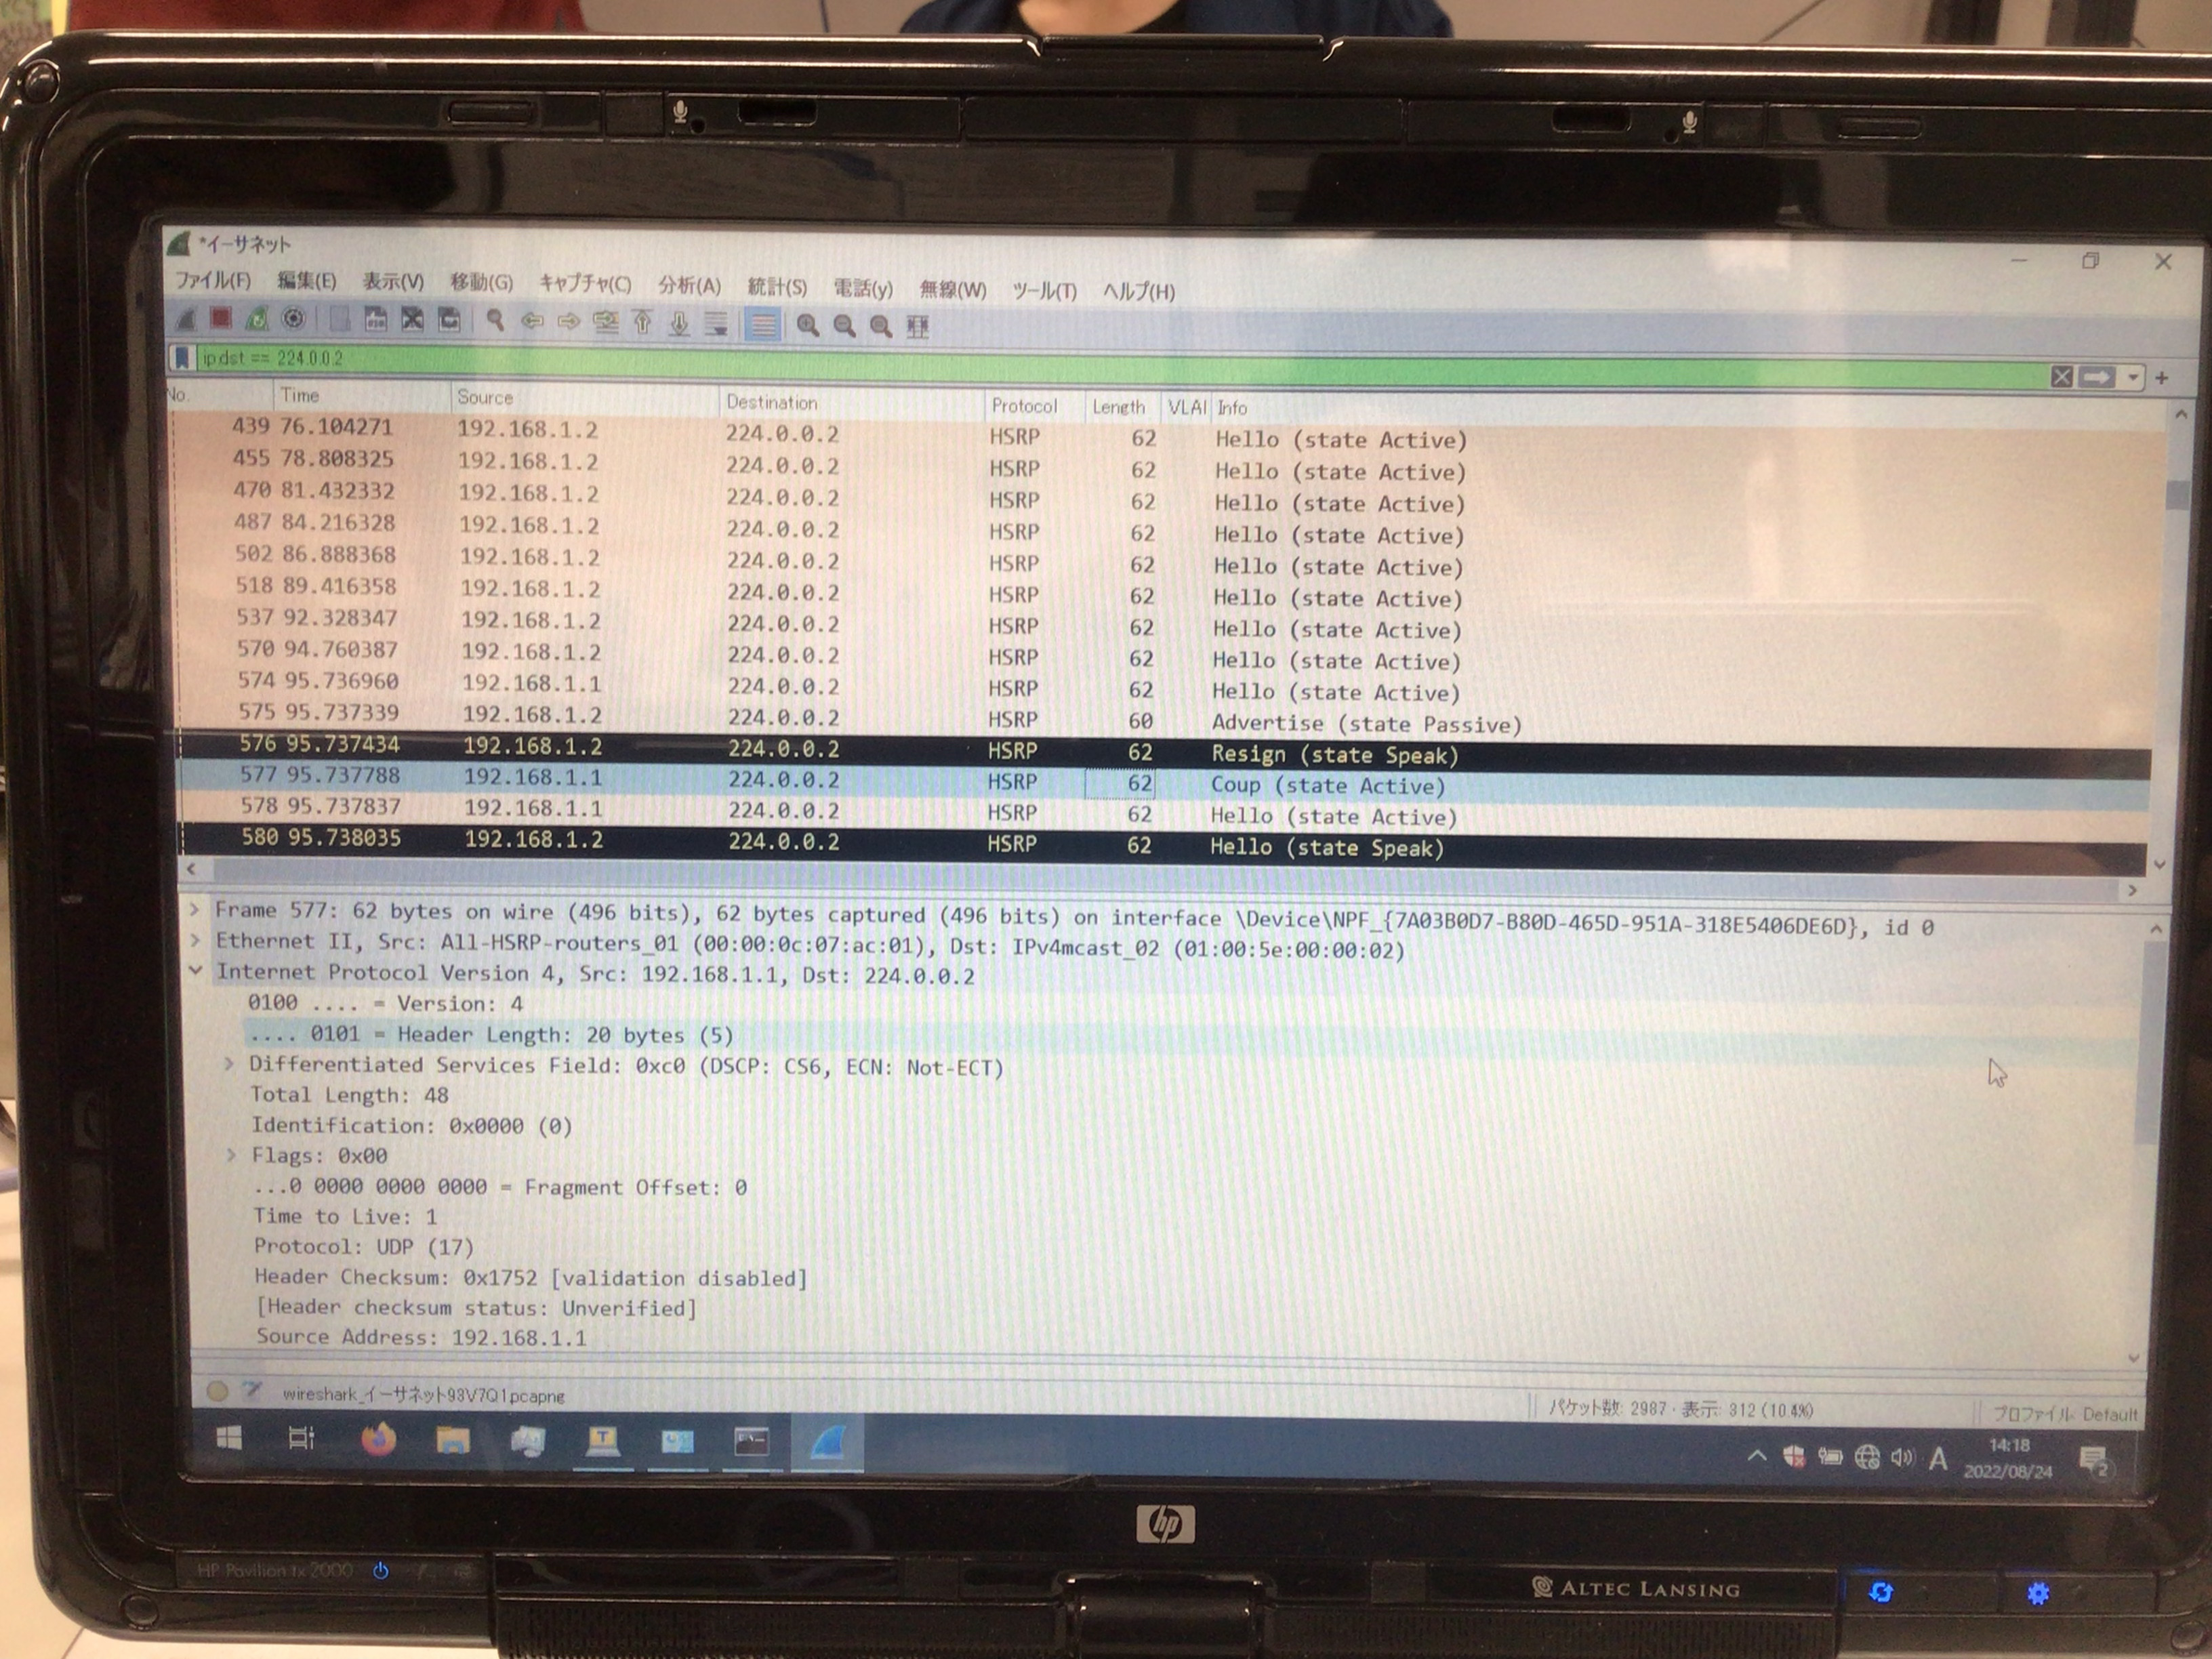 *イーサネット
ファイル(F) 編集(E) 表示(V) 移動(G) キャプチャ(C) 分析(A) 統計(S) 電話(y) 無線(W) ツール(T) ヘルプ(H)
ip.dst == 224.0.0.2
No. Time Source Destination Protocol Length VLAI Info
439 76.104271 192.168.1.2 224.0.0.2 HSRP 62 Hello (state Active)
455 78.808325 192.168.1.2 224.0.0.2 HSRP 62 Hello (state Active)
470 81.432332 192.168.1.2 224.0.0.2 HSRP 62 Hello (state Active)
487 84.216328 192.168.1.2 224.0.0.2 HSRP 62 Hello (state Active)
502 86.888368 192.168.1.2 224.0.0.2 HSRP 62 Hello (state Active)
518 89.416358 192.168.1.2 224.0.0.2 HSRP 62 Hello (state Active)
537 92.328347 192.168.1.2 224.0.0.2 HSRP 62 Hello (state Active)
570 94.760387 192.168.1.2 224.0.0.2 HSRP 62 Hello (state Active)
574 95.736960 192.168.1.1 224.0.0.2 HSRP 62 Hello (state Active)
575 95.737339 192.168.1.2 224.0.0.2 HSRP 60 Advertise (state Passive)
576 95.737434 192.168.1.2 224.0.0.2 HSRP 62 Resign (state Speak)
577 95.737788 192.168.1.1 224.0.0.2 HSRP 62 Coup (state Active)
578 95.737837 192.168.1.1 224.0.0.2 HSRP 62 Hello (state Active)
580 95.738035 192.168.1.2 224.0.0.2 HSRP 62 Hello (state Speak)
Frame 577: 62 bytes on wire (496 bits), 62 bytes captured (496 bits) on interface \Device\NPF_{7A03B0D7-B80D-465D-951A-318E5406DE6D}, id 0
Ethernet II, Src: All-HSRP-routers_01 (00:00:0c:07:ac:01), Dst: IPv4mcast_02 (01:00:5e:00:00:02)
Internet Protocol Version 4, Src: 192.168.1.1, Dst: 224.0.0.2
0100 .... = Version: 4
.... 0101 = Header Length: 20 bytes (5)
Differentiated Services Field: 0xc0 (DSCP: CS6, ECN: Not-ECT)
Total Length: 48
Identification: 0x0000 (0)
Flags: 0x00
...0 0000 0000 0000 = Fragment Offset: 0
Time to Live: 1
Protocol: UDP (17)
Header Checksum: 0x1752 [validation disabled]
[Header checksum status: Unverified]
Source Address: 192.168.1.1
wireshark_イーサネット93V7Q1.pcapng
パケット数: 2987 · 表示: 312 (10.4%)
プロファイル: Default
A
14:18
2022/08/24
2
hp
HP Pavilion tx 2000
ALTEC LANSING